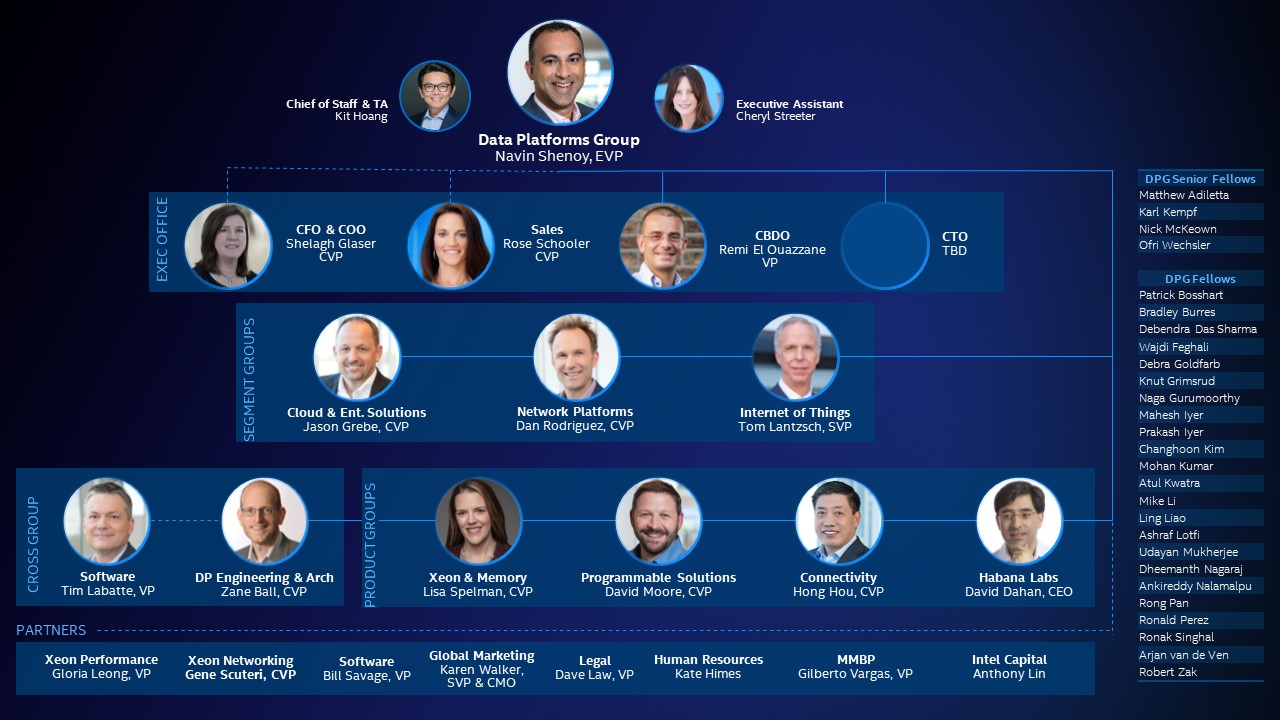 Chief of Staff & TA
Kit Hoang
Executive Assistant
Cheryl Streeter
Data Platforms Group
Navin Shenoy, EVP
EXEC OFFICE
CFO & COO
Shelagh Glaser
CVP
Sales
Rose Schooler
CVP
CBDO
Remi El Ouazzane
VP
CTO
TBD
SEGMENT GROUPS
Cloud & Ent. Solutions
Jason Grebe, CVP
Network Platforms
Dan Rodriguez, CVP
Internet of Things
Tom Lantzsch, SVP
CROSS GROUP
Software
Tim Labatte, VP
DP Engineering & Arch
Zane Ball, CVP
PRODUCT GROUPS
Xeon & Memory
Lisa Spelman, CVP
Programmable Solutions
David Moore, CVP
Connectivity
Hong Hou, CVP
Habana Labs
David Dahan, CEO
PARTNERS
Xeon Performance
Gloria Leong, VP
Xeon Networking
Gene Scuteri, CVP
Software
Bill Savage, VP
Global Marketing
Karen Walker,
SVP & CMO
Legal
Dave Law, VP
Human Resources
Kate Himes
MMBP
Gilberto Vargas, VP
Intel Capital
Anthony Lin
DPG Senior Fellows
Matthew Adiletta
Karl Kempf
Nick McKeown
Ofri Wechsler
DPG Fellows
Patrick Bosshart
Bradley Burres
Debendra Das Sharma
Wajdi Feghali
Debra Goldfarb
Knut Grimsrud
Naga Gurumoorthy
Mahesh Iyer
Prakash Iyer
Changhoon Kim
Mohan Kumar
Atul Kwatra
Mike Li
Ling Liao
Ashraf Lotfi
Udayan Mukherjee
Dheemanth Nagaraj
Ankireddy Nalamalpu
Rong Pan
Ronald Perez
Ronak Singhal
Arjan van de Ven
Robert Zak